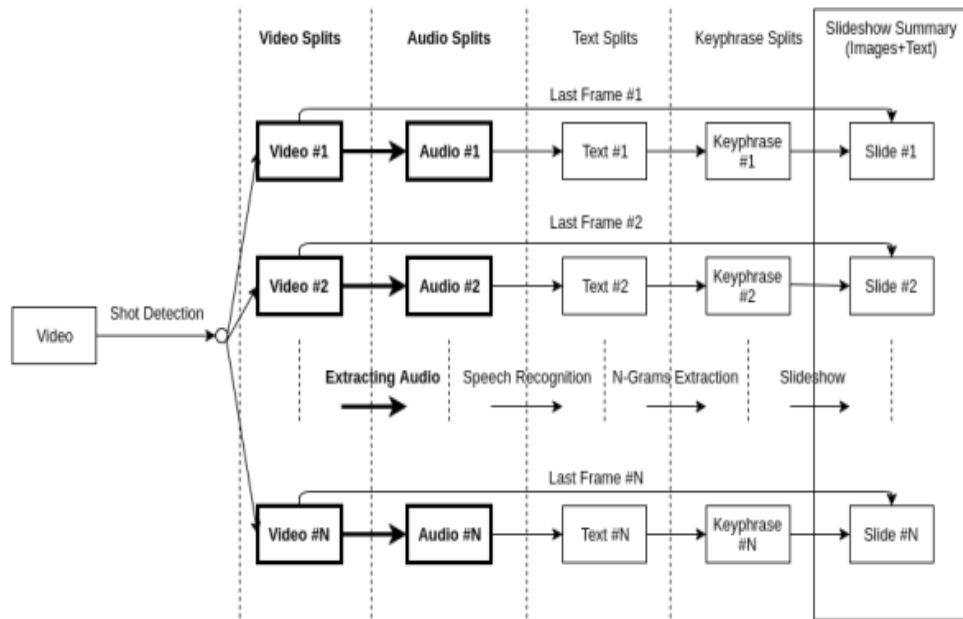 Video Splits
Audio Splits
Text Splits
Keyphrase Splits
Slideshow Summary
(Images+Text)
Last Frame #1
Video #1
Audio #1
Text #1
Keyphrase
#1
Slide #1
Last Frame #2
Video #2
Audio #2
Text #2
Keyphrase
#2
Slide #2
Video
Shot Detection
Extracting Audio
Speech Recognition
N-Grams Extraction
Slideshow
Last Frame #N
Video #N
Audio #N
Text #N
Keyphrase
#N
Slide #N